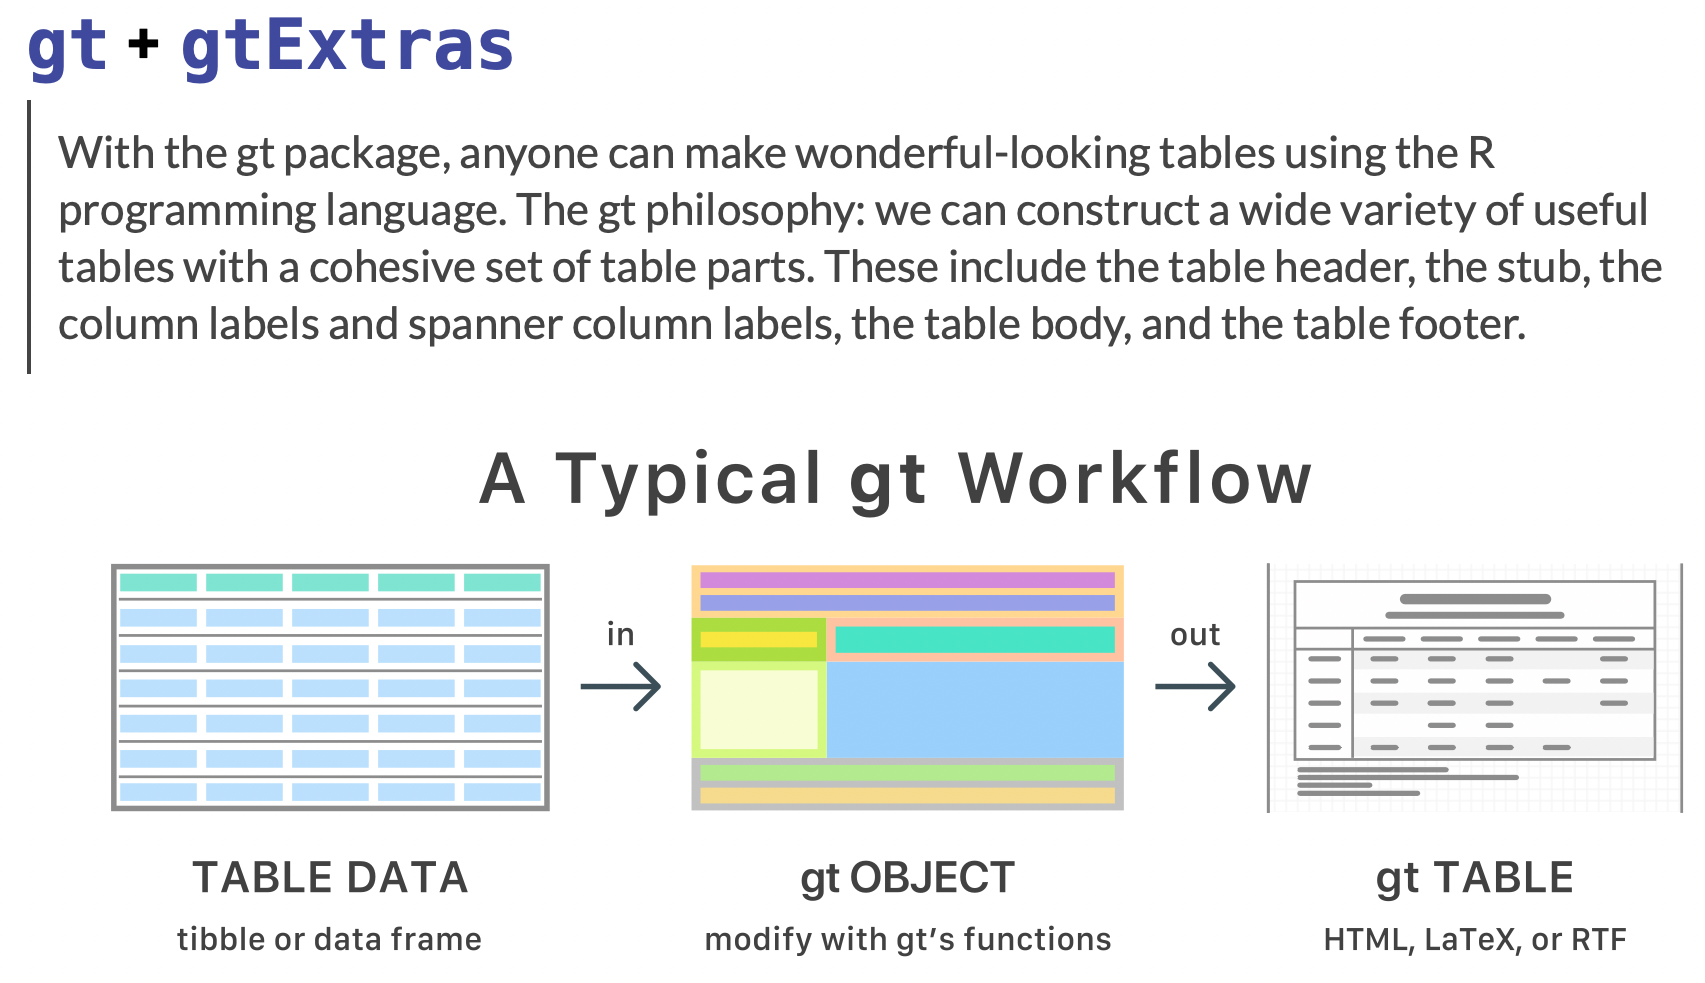 gt + gtExtras
With the gt package, anyone can make wonderful-looking tables using the R
programming language. The gt philosophy: we can construct a wide variety of useful
tables with a cohesive set of table parts. These include the table header, the stub, the
column labels and spanner column labels, the table body, and the table footer.
A Typical gt Workflow
in
out
TABLE DATA
gt OBJECT
gt TABLE
tibble or data frame
modify with gt's functions
HTML, LaTeX, or RTF